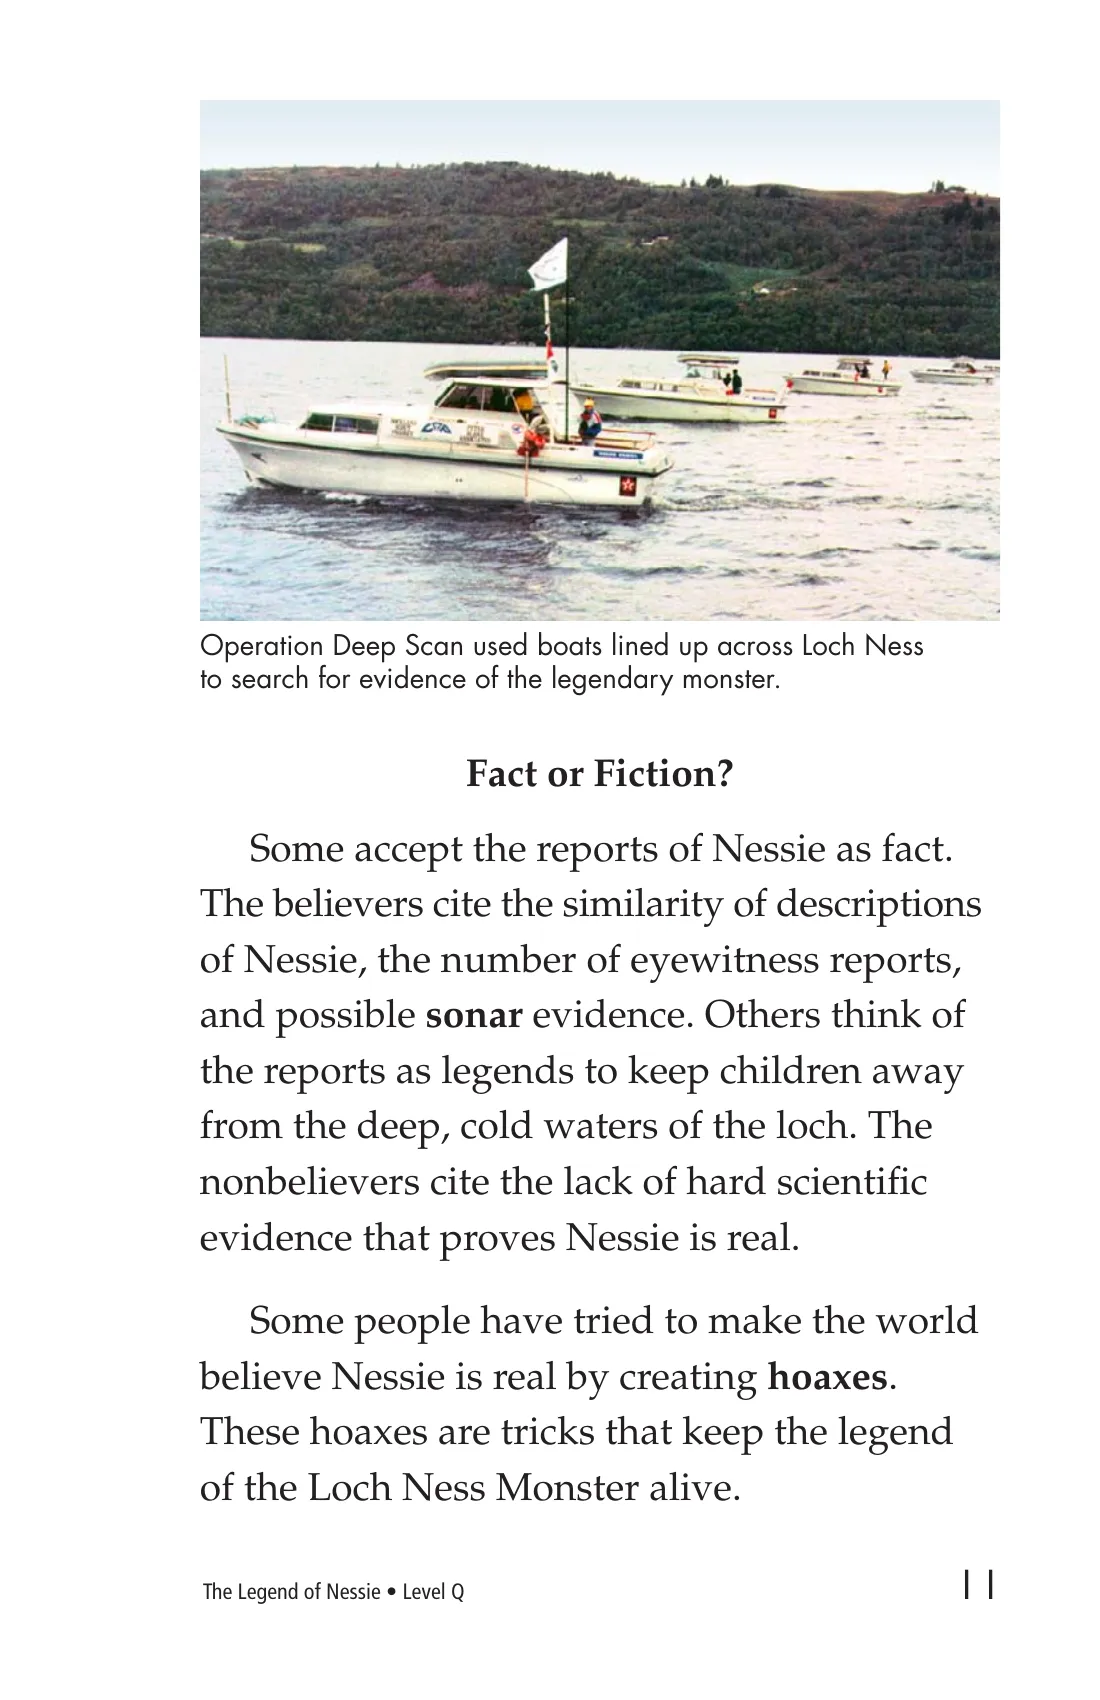 Operation Deep Scan used boats lined up across Loch Ness
to search for evidence of the legendary monster.
Fact or Fiction?
Some accept the reports of Nessie as fact.
The believers cite the similarity of descriptions
of Nessie, the number of eyewitness reports,
and possible sonar evidence. Others think of
the reports as legends to keep children away
from the deep, cold waters of the loch. The
nonbelievers cite the lack of hard scientific
evidence that proves Nessie is real.
Some people have tried to make the world
believe Nessie is real by creating hoaxes.
These hoaxes are tricks that keep the legend
of the Loch Ness Monster alive.
The Legend of Nessie • Level Q
11